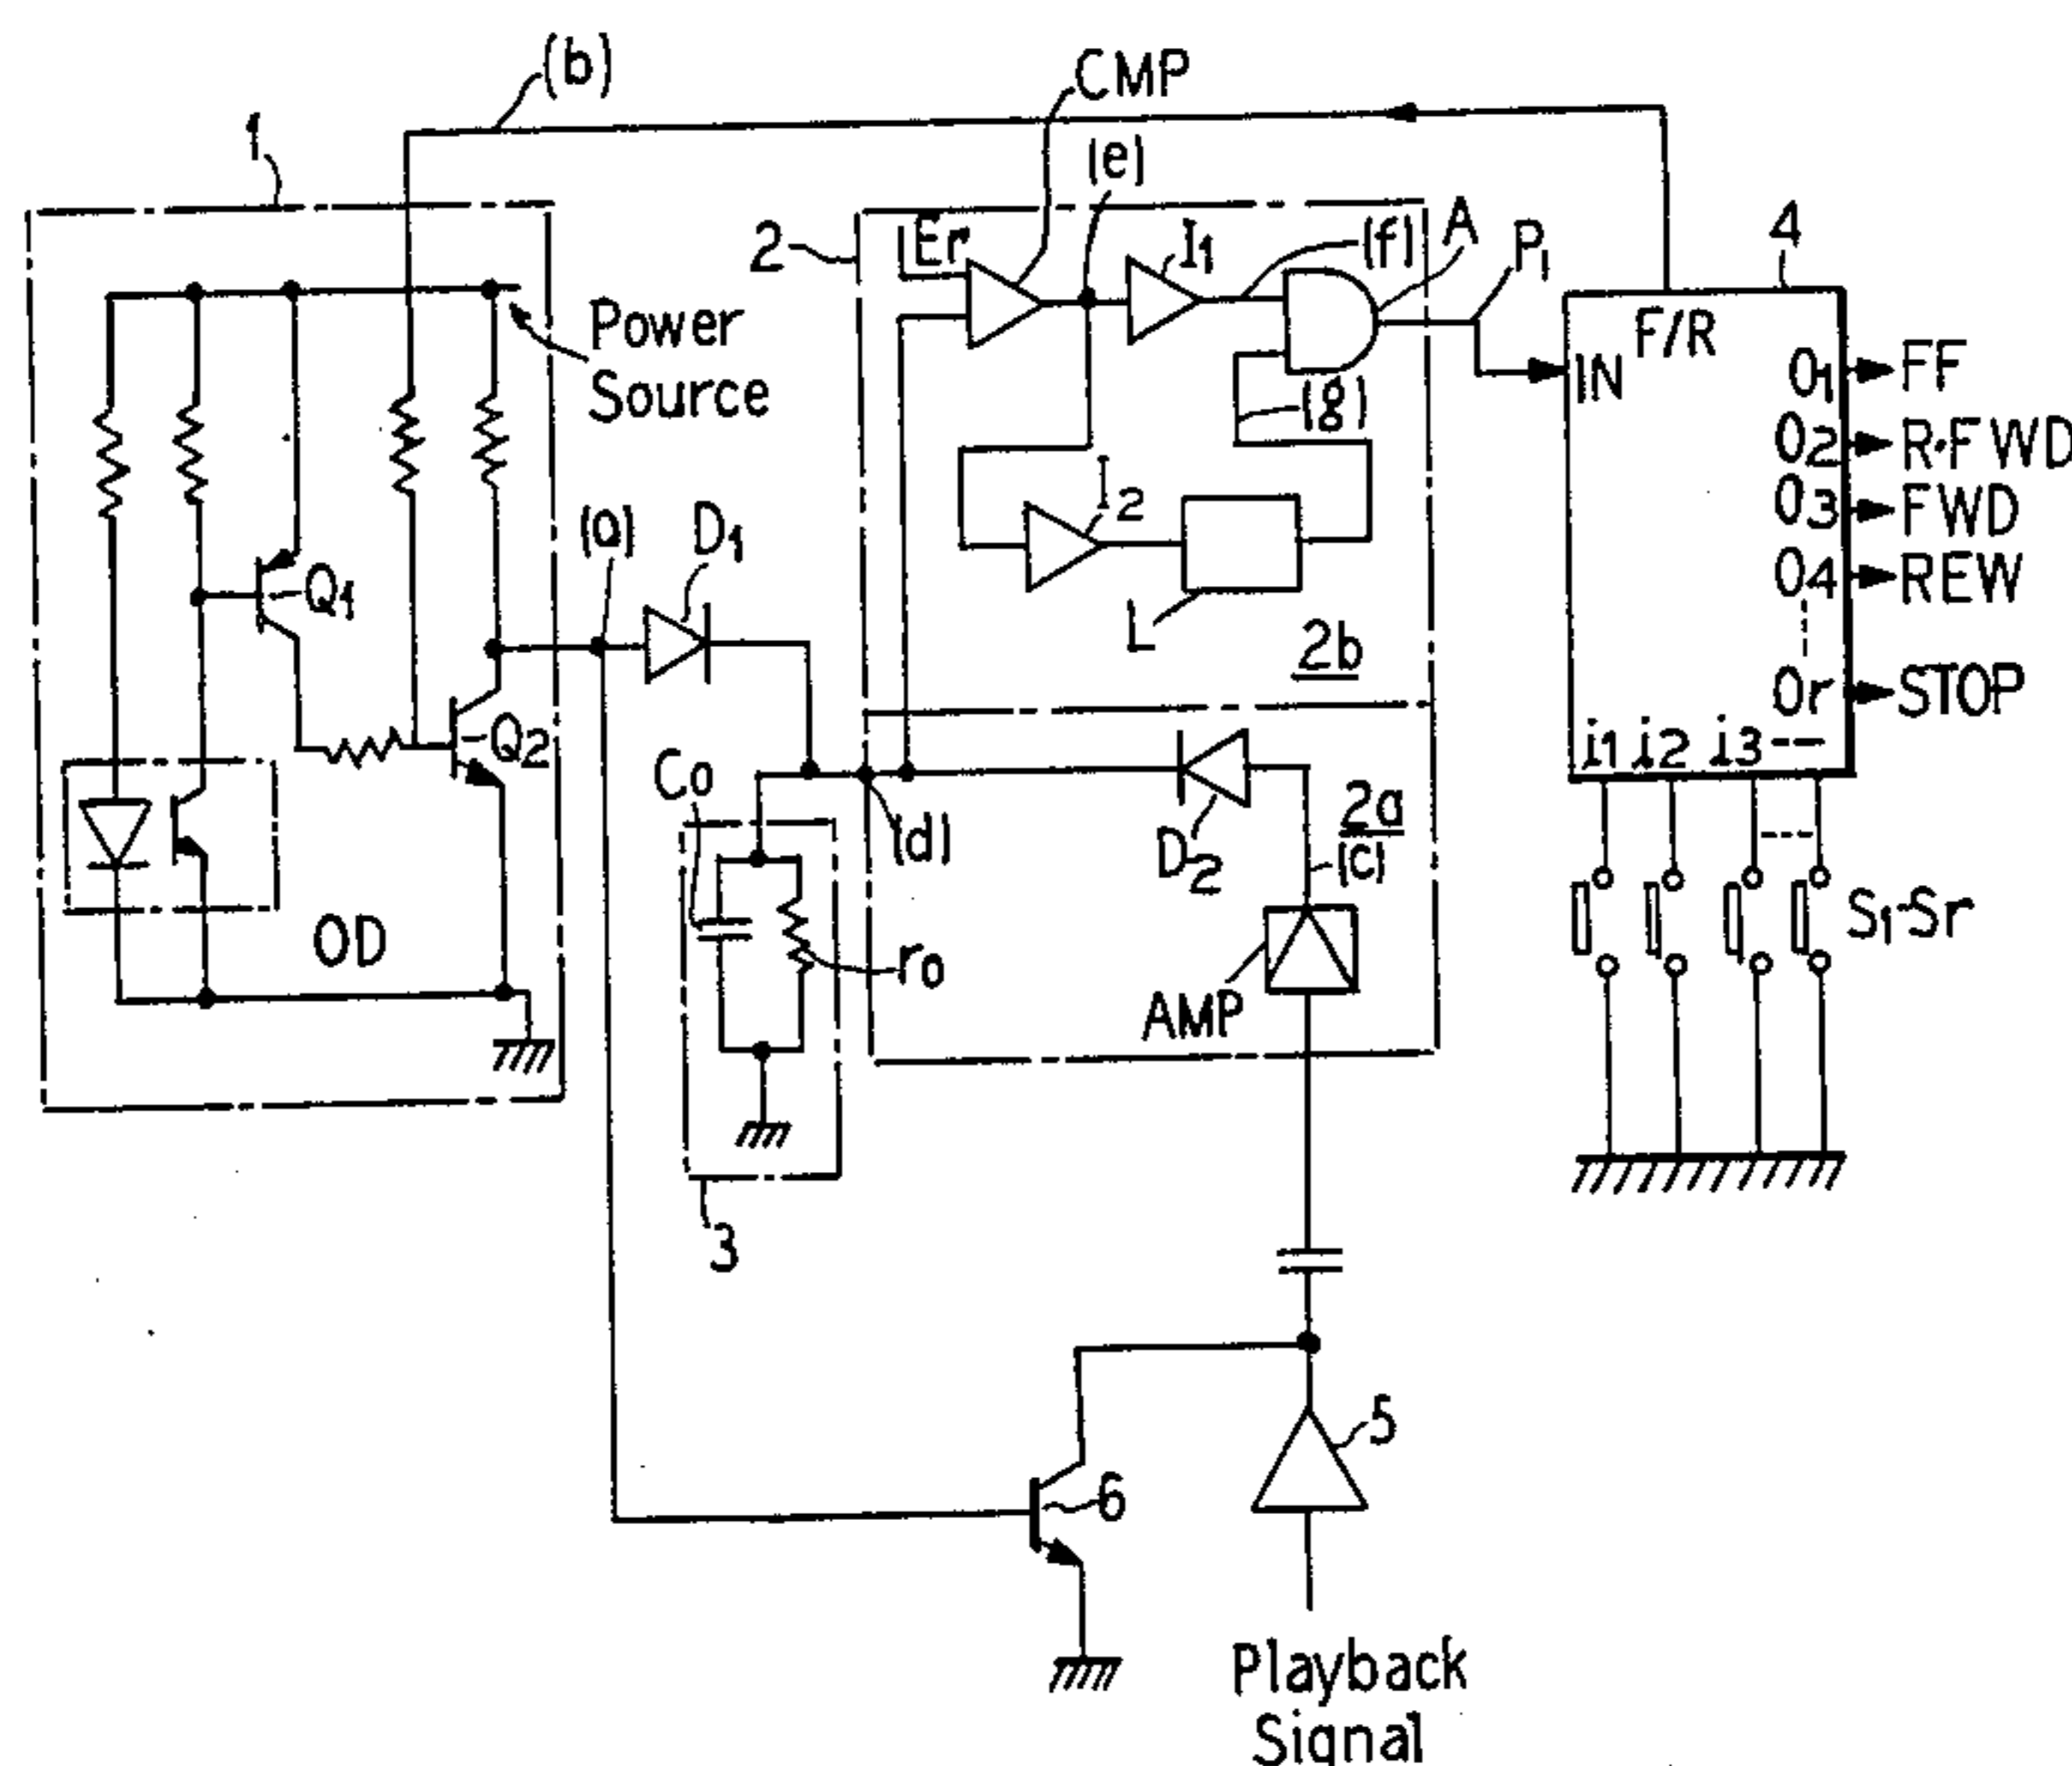 (b)
CMP
1
(e)
2
Er
I1
(f)
A
P1
4
Power
Source
F/R
IN
O1
FF
O2
R·FWD
O3
FWD
O4
REW
Or
STOP
i1 i2 i3 ---
(g)
I2
L
2b
(a)
D1
Q1
Q2
Co
(d)
D2
2a
(c)
OD
ro
AMP
S1-Sr
3
5
6
Playback
Signal